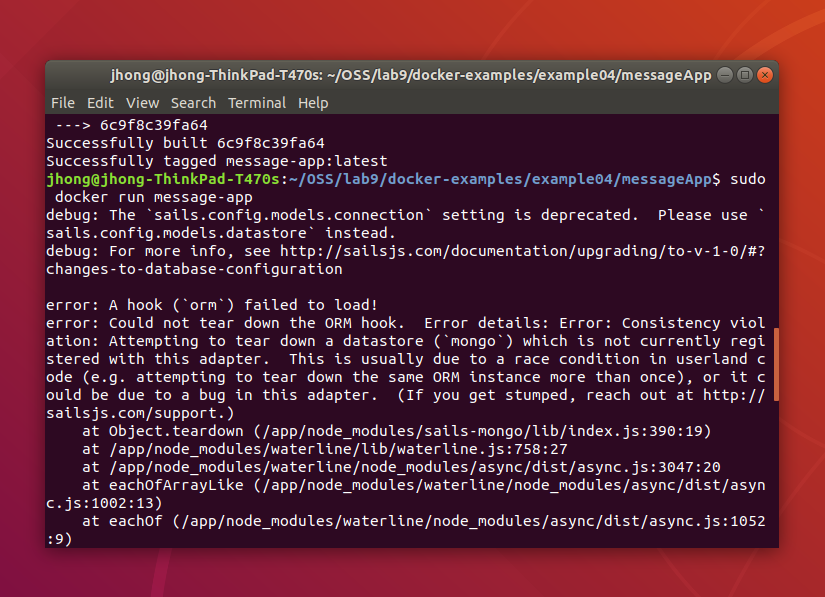 jhong@jhong-ThinkPad-T470s: ~/OSS/lab9/docker-examples/example04/messageApp
File Edit View Search Terminal Help
 ---> 6c9f8c39fa64
Successfully built 6c9f8c39fa64
Successfully tagged message-app:latest
jhong@jhong-ThinkPad-T470s:~/OSS/lab9/docker-examples/example04/messageApp$ sudo
 docker run message-app
debug: The `sails.config.models.connection` setting is deprecated.  Please use `
sails.config.models.datastore` instead.
debug: For more info, see http://sailsjs.com/documentation/upgrading/to-v-1-0/#?
changes-to-database-configuration
error: A hook (`orm`) failed to load!
error: Could not tear down the ORM hook.  Error details: Error: Consistency viol
ation: Attempting to tear down a datastore (`mongo`) which is not currently regi
stered with this adapter.  This is usually due to a race condition in userland c
ode (e.g. attempting to tear down the same ORM instance more than once), or it c
ould be due to a bug in this adapter.  (If you get stumped, reach out at http://
sailsjs.com/support.)
    at Object.teardown (/app/node_modules/sails-mongo/lib/index.js:390:19)
    at /app/node_modules/waterline/lib/waterline.js:758:27
    at /app/node_modules/waterline/node_modules/async/dist/async.js:3047:20
    at eachOfArrayLike (/app/node_modules/waterline/node_modules/async/dist/asyn
c.js:1002:13)
    at eachOf (/app/node_modules/waterline/node_modules/async/dist/async.js:1052
:9)